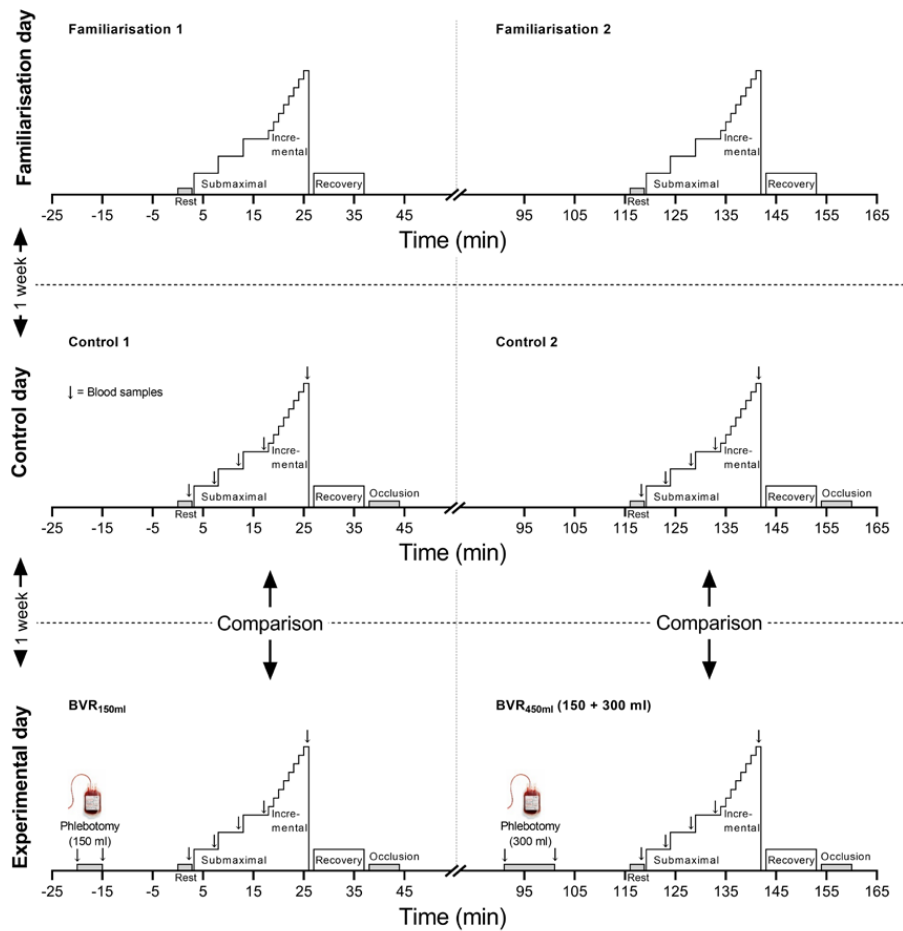 Familiarisation day
Familiarisation 1
Familiarisation 2
Incre-
mental
Incre-
mental
Submaximal
Recovery
Submaximal
Recovery
Rest
Rest
-25 -15 -5 5 15 25 35 45 95 105 115 125 135 145 155 165
Time (min)
Time (min)
1 week
Control day
Control 1
Control 2
↓ = Blood samples
Incre-
mental
Incre-
mental
Submaximal
Recovery
Occlusion
Submaximal
Recovery
Occlusion
Rest
Rest
-25 -15 -5 5 15 25 35 45 95 105 115 125 135 145 155 165
Time (min)
Time (min)
1 week
Comparison
Comparison
Experimental day
BVR150ml
BVR450ml (150 + 300 ml)
Phlebotomy
(150 ml)
Incre-
mental
Phlebotomy
(300 ml)
Incre-
mental
Submaximal
Recovery
Occlusion
Submaximal
Recovery
Occlusion
Rest
Rest
-25 -15 -5 5 15 25 35 45 95 105 115 125 135 145 155 165
Time (min)
Time (min)